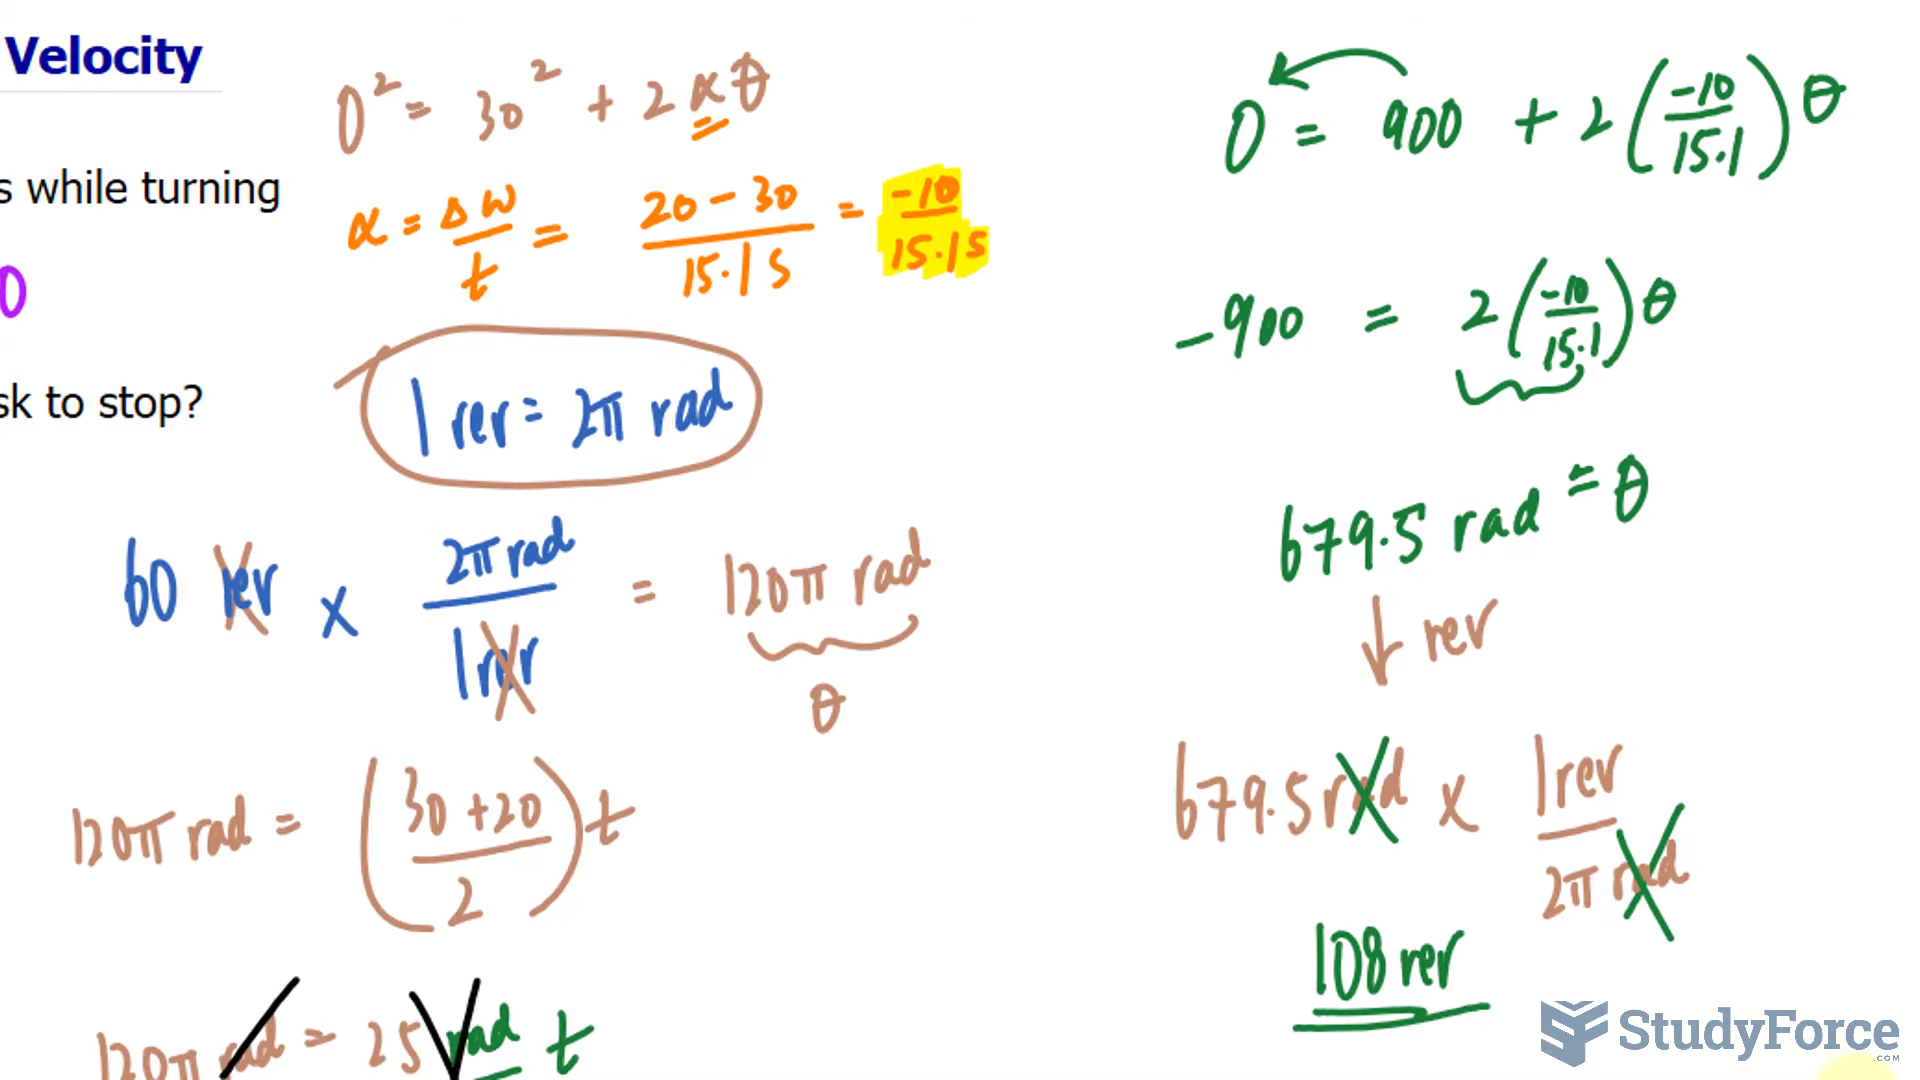 Velocity
s while turning
0
sk to stop?
0² = 30² + 2αθ
α = Δω/t = 20 - 30/15.1 s = -10/15.1 s
1 rev = 2π rad
60 rev x 2π rad/1 rev = 120π rad
θ
120π rad = (30 + 20/2) t
120π rad = 25 rad t
0 = 900 + 2(-10/15.1)θ
-900 = 2(-10/15.1)θ
679.5 rad = θ
↓ rev
679.5 rad x 1 rev/2π rad
108 rev
StudyForce
.COM